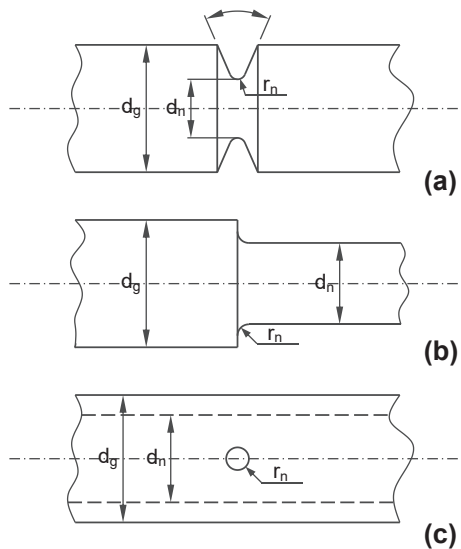 d_g d_n r_n
(a)
d_g d_n
r_n
(b)
d_g d_n r_n
(c)